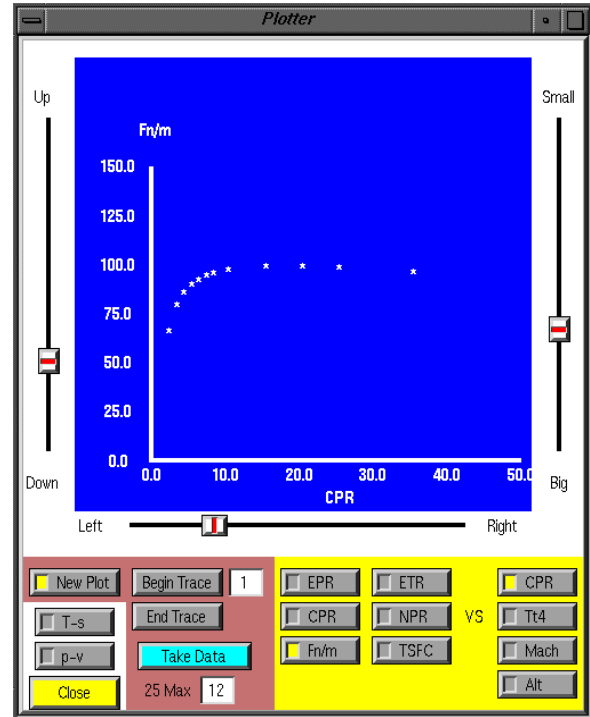 Plotter
Up
Small
Fn/m
150.0
125.0
100.0
75.0
50.0
25.0
0.0
0.0 10.0 20.0 30.0 40.0 50.0
CPR
Down
Big
Left
Right
New Plot Begin Trace 1 EPR ETR CPR
T-s End Trace CPR NPR VS Tt4
p-v Take Data Fn/m TSFC Mach
Close 25 Max 12 Alt